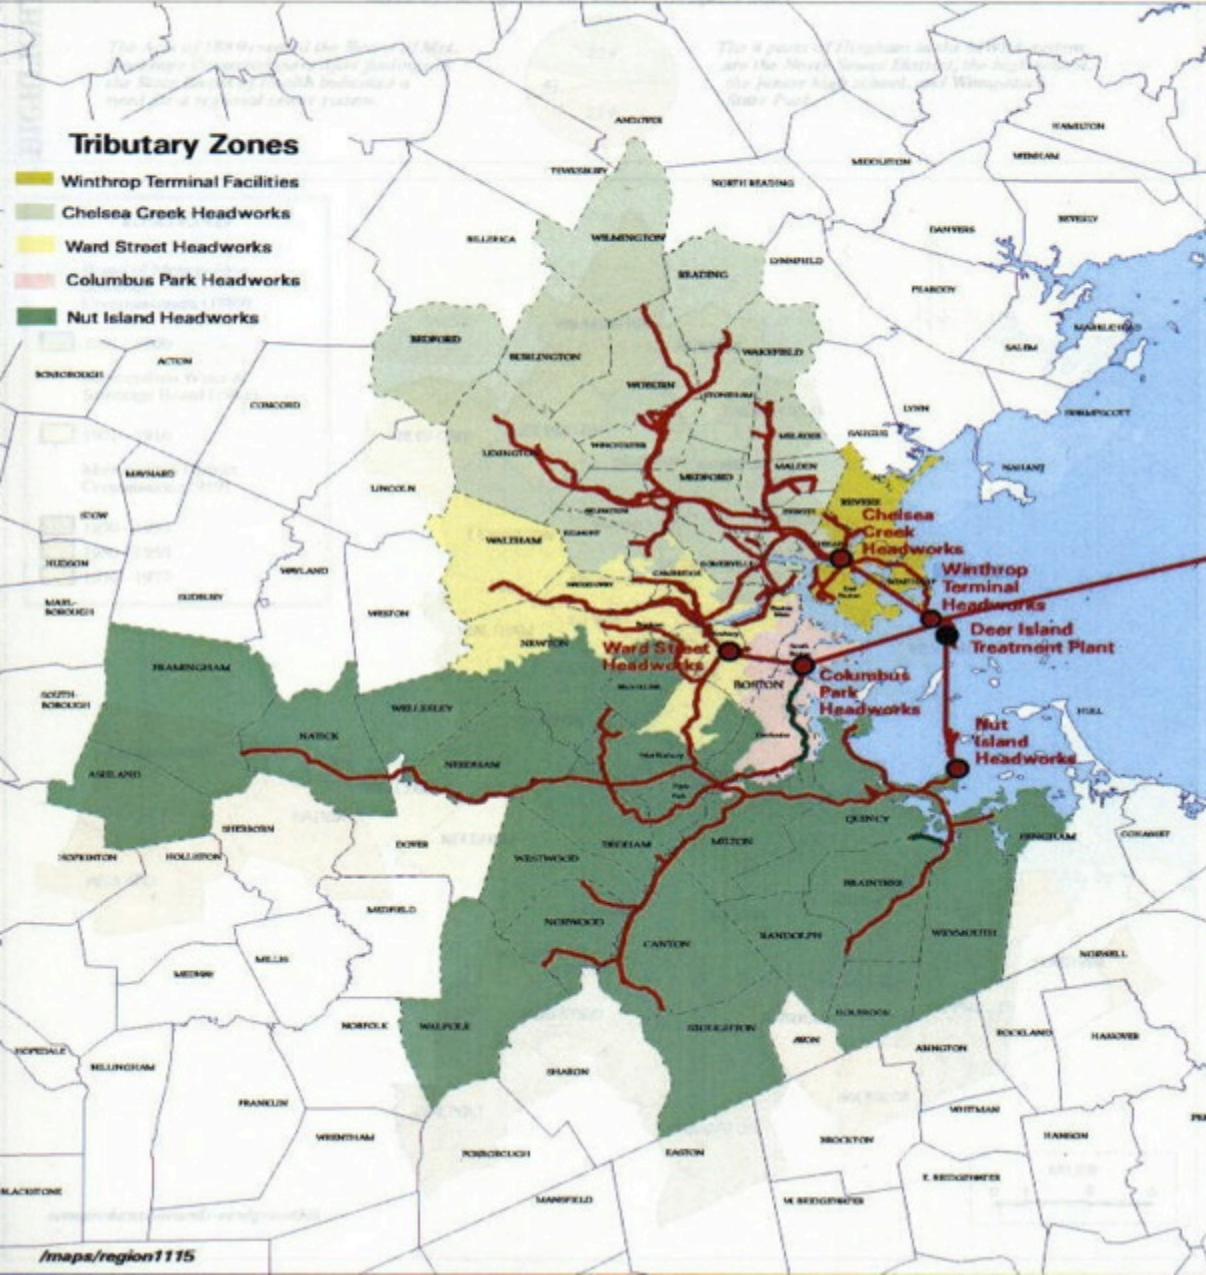 Tributary Zones
Winthrop Terminal Facilities
Chelsea Creek Headworks
Ward Street Headworks
Columbus Park Headworks
Nut Island Headworks
ANDOVER
HAMILTON
TEWKSBURY
MIDDLETON
WENHAM
NORTH READING
BEVERLY
DANVERS
BILLERICA
WILMINGTON
LYNNFIELD
READING
PEABODY
MARBLEHEAD
BEDFORD
SALEM
BURLINGTON
WAKEFIELD
ACTON
BOXBOROUGH
WOBURN
STONEHAM
CONCORD
LYNN
SWAMPSCOTT
SAUGUS
MELROSE
WINCHESTER
LEXINGTON
MALDEN
NAHANT
MAYNARD
MEDFORD
LINCOLN
REVERE
STOW
Chelsea
Creek
Headworks
WALTHAM
HUDSON
Winthrop
Terminal
Headworks
WAYLAND
SUDBURY
MARL-
BOROUGH
WESTON
Deer Island
Treatment Plant
NEWTON
Ward Street
Headworks
FRAMINGHAM
BOSTON
Columbus
Park
Headworks
SOUTH-
BOROUGH
WELLESLEY
HULL
NATICK
Nut
Island
Headworks
NEEDHAM
ASHLAND
QUINCY
SHERBORN
HINGHAM
COHASSET
DOVER
DEDHAM
MILTON
HOPKINTON
HOLLISTON
WESTWOOD
BRAINTREE
MEDFIELD
NORWOOD
RANDOLPH
WEYMOUTH
CANTON
NORWELL
MILLIS
MEDWAY
HOLBROOK
NORFOLK
WALPOLE
STOUGHTON
ROCKLAND
HANOVER
AVON
ABINGTON
HOPEDALE
BELLINGHAM
SHARON
FRANKLIN
WHITMAN
WRENTHAM
HANSON
BROCKTON
FOXBOROUGH
EASTON
E. BRIDGEWATER
BLACKSTONE
MANSFIELD
W. BRIDGEWATER
/maps/region1115